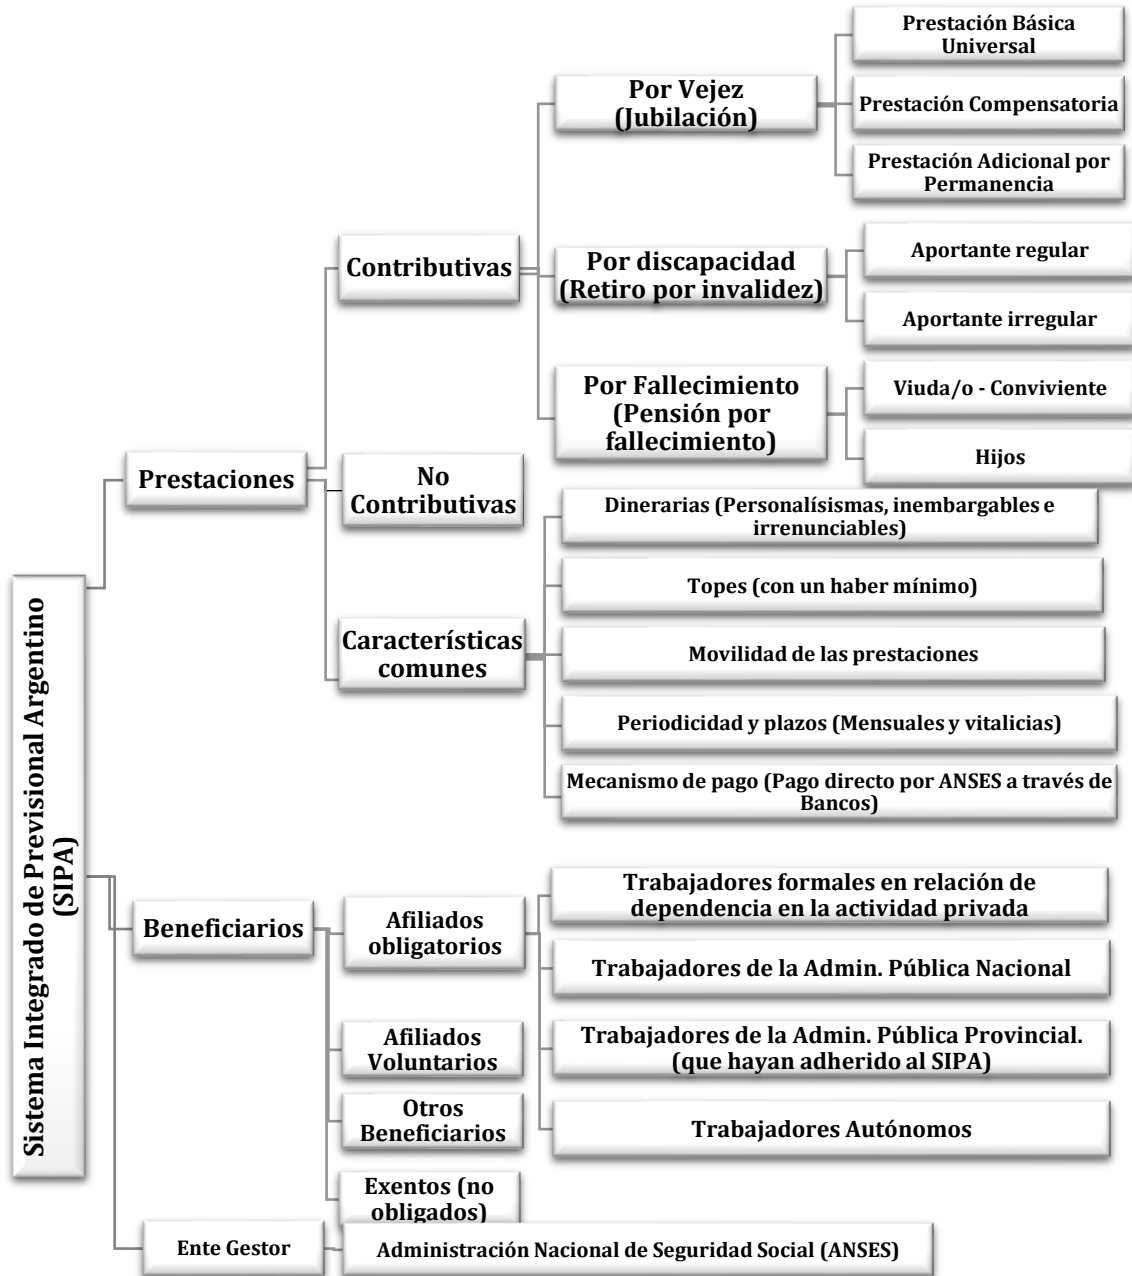 Sistema Integrado de Previsional Argentino
(SIPA)
Prestaciones
Contributivas
Por Vejez
(Jubilación)
Prestación Básica
Universal
Prestación Compensatoria
Prestación Adicional por
Permanencia
Por discapacidad
(Retiro por invalidez)
Aportante regular
Aportante irregular
Por Fallecimiento
(Pensión por
fallecimiento)
Viuda/o - Conviviente
Hijos
No
Contributivas
Características
comunes
Dinerarias (Personalísismas, inembargables e
irrenunciables)
Topes (con un haber mínimo)
Movilidad de las prestaciones
Periodicidad y plazos (Mensuales y vitalicias)
Mecanismo de pago (Pago directo por ANSES a través de
Bancos)
Beneficiarios
Afiliados
obligatorios
Trabajadores formales en relación de
dependencia en la actividad privada
Trabajadores de la Admin. Pública Nacional
Trabajadores de la Admin. Pública Provincial.
(que hayan adherido al SIPA)
Trabajadores Autónomos
Afiliados
Voluntarios
Otros
Beneficiarios
Exentos (no
obligados)
Ente Gestor
Administración Nacional de Seguridad Social (ANSES)